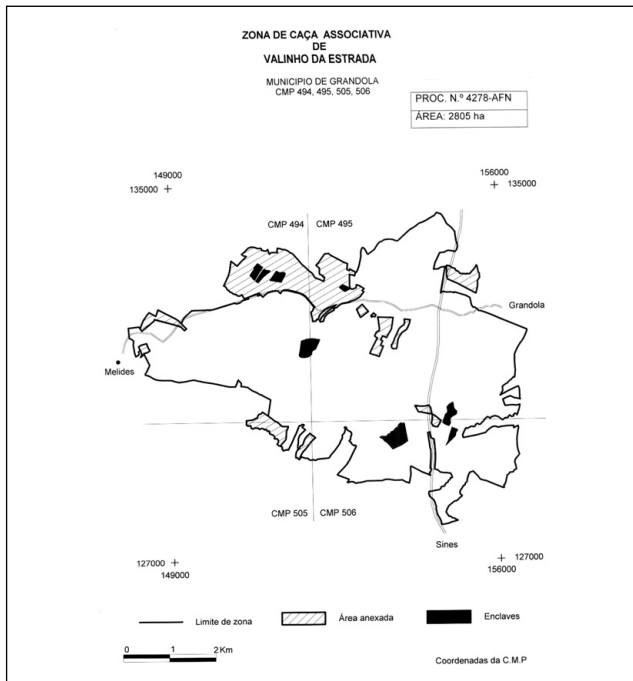 ZONA DE CAÇA ASSOCIATIVA
DE
VALINHO DA ESTRADA
MUNICIPIO DE GRANDOLA
CMP 494, 495, 505, 506
PROC. N.º 4278-AFN
ÁREA: 2805 ha
149000
135000
156000
135000
CMP 494
CMP 495
Grandola
Melides
CMP 505
CMP 506
Sines
127000
149000
127000
156000
Limite de zona
Área anexada
Enclaves
0 1 2 Km
Coordenadas da C.M.P